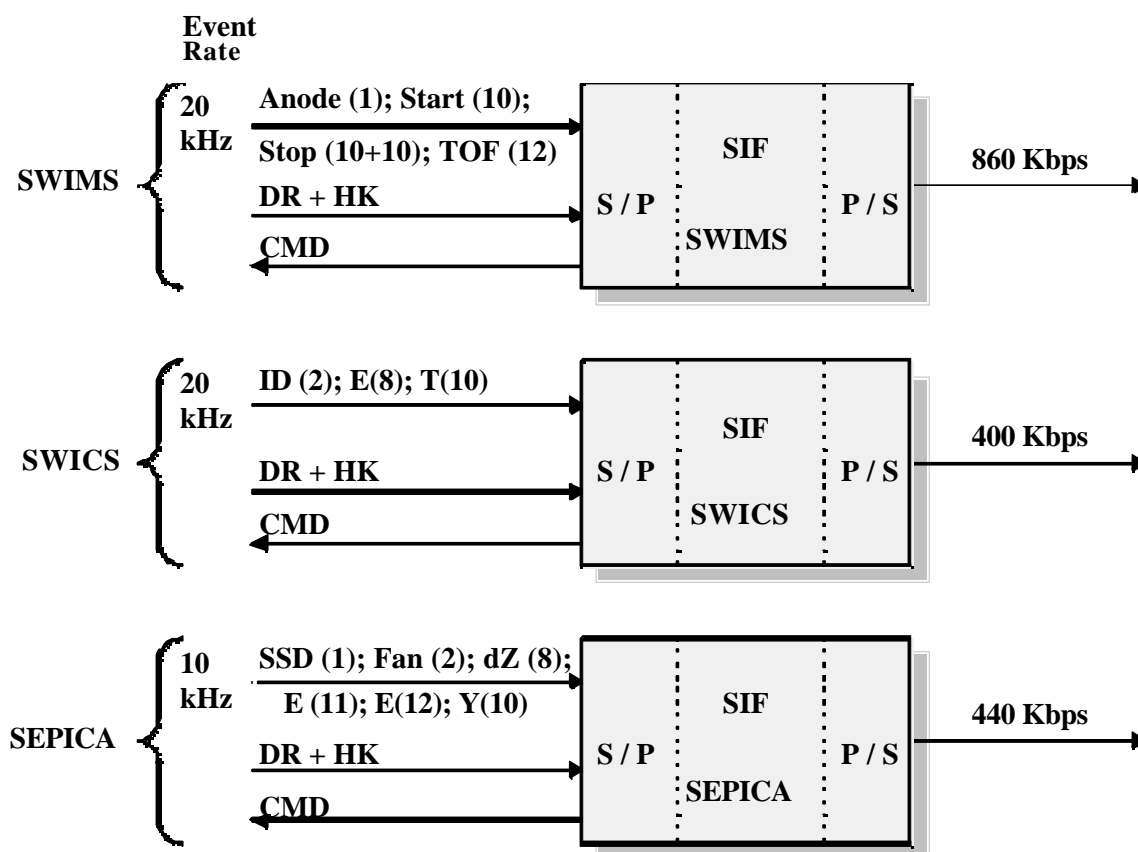 Event
Rate
SWIMS
20
kHz
Anode (1); Start (10);
Stop (10+10); TOF (12)
DR + HK
CMD
S / P
SIF
SWIMS
P / S
860 Kbps
SWICS
20
kHz
ID (2); E(8); T(10)
DR + HK
CMD
S / P
SIF
SWICS
P / S
400 Kbps
SEPICA
10
kHz
SSD (1); Fan (2); dZ (8);
E (11); E(12); Y(10)
DR + HK
CMD
S / P
SIF
SEPICA
P / S
440 Kbps